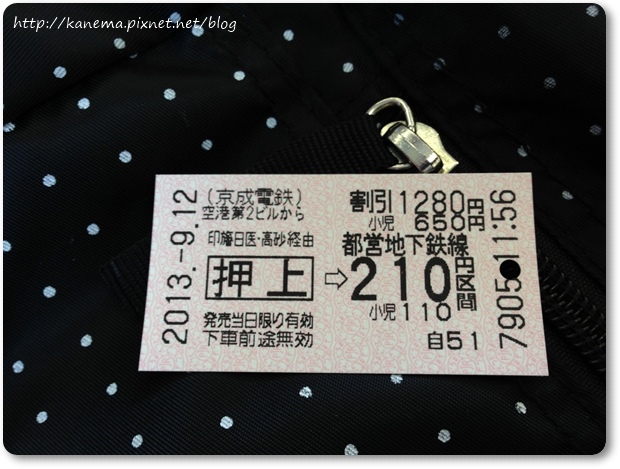 http://kanema.pixnet.net/blog
2013.-9.12
(京成電鉄)
空港第2ビルから
印旛日医・高砂経由
押上
発売当日限り有効
下車前途無効
割引1280円
小児 650円
都営地下鉄線
⇨210円区間
小児110
自51
7905 11:56